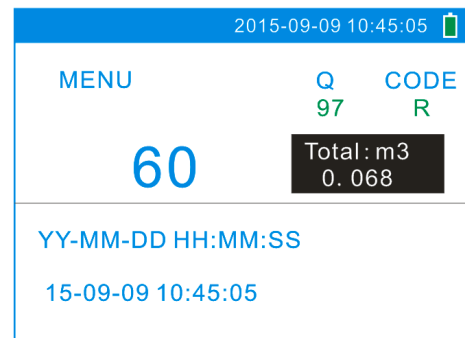 2015-09-09 10:45:05
MENU Q CODE
97 R
60
Total: m3
0. 068
YY-MM-DD HH:MM:SS
15-09-09 10:45:05